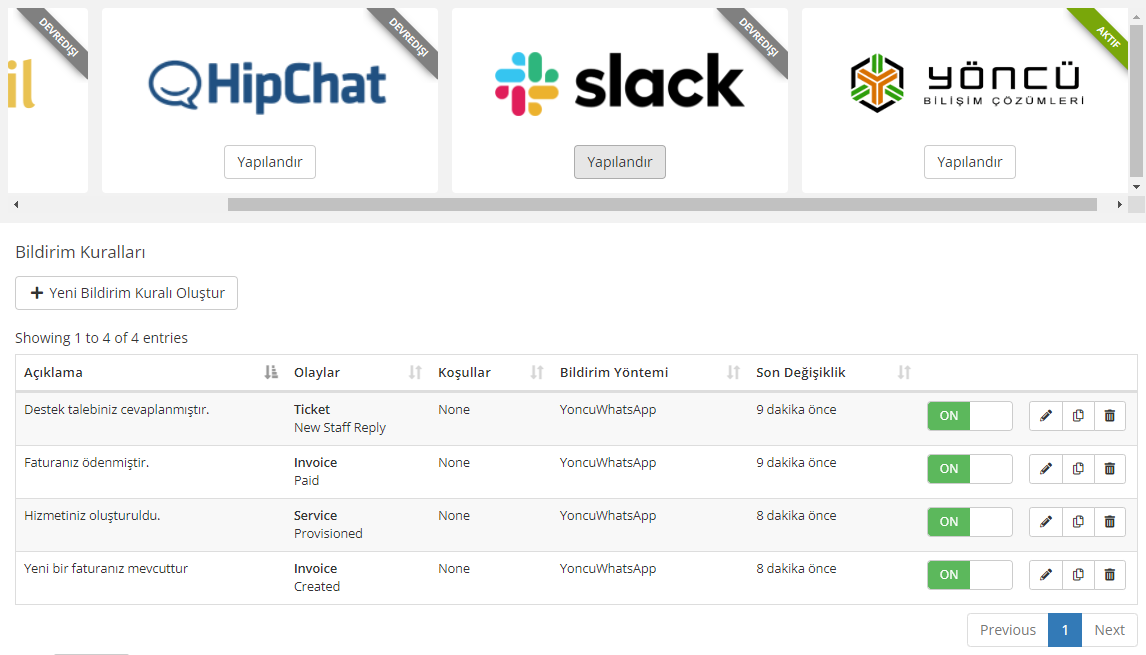 il
DEVREDIŞI
HipChat
DEVREDIŞI
Yapılandır
slack
DEVREDIŞI
Yapılandır
YÖNCÜ
BİLİŞİM ÇÖZÜMLERİ
AKTIF
Yapılandır
Bildirim Kuralları
Yeni Bildirim Kuralı Oluştur
Showing 1 to 4 of 4 entries
Açıklama Olaylar Koşullar Bildirim Yöntemi Son Değişiklik
Destek talebiniz cevaplanmıştır. Ticket None YoncuWhatsApp 9 dakika önce ON
New Staff Reply
Faturanız ödenmiştir. Invoice None YoncuWhatsApp 9 dakika önce ON
Paid
Hizmetiniz oluşturuldu. Service None YoncuWhatsApp 8 dakika önce ON
Provisioned
Yeni bir faturanız mevcuttur Invoice None YoncuWhatsApp 8 dakika önce ON
Created
Previous 1 Next